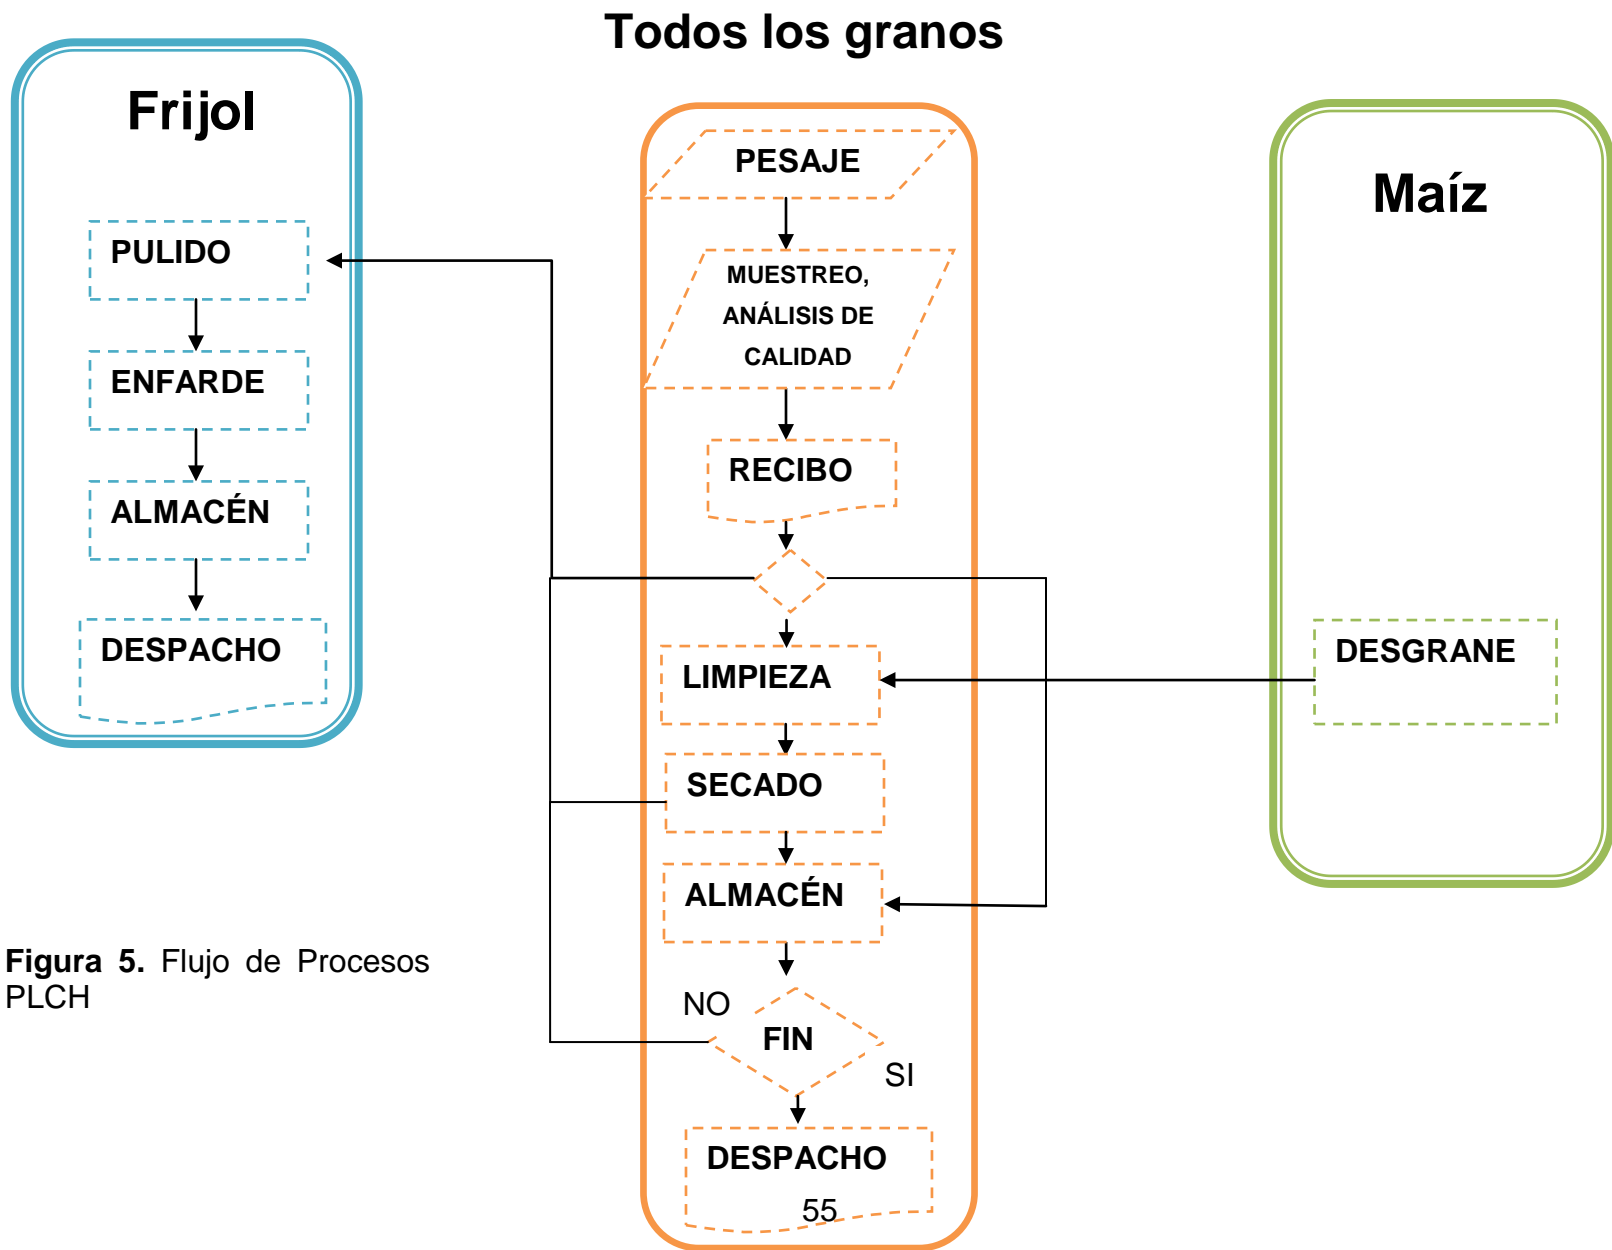 Todos los granos
Frijol
PULIDO
ENFARDE
ALMACÉN
DESPACHO
PESAJE
MUESTREO,
ANÁLISIS DE
CALIDAD
RECIBO
LIMPIEZA
SECADO
ALMACÉN
NO
FIN
SI
DESPACHO
55
Maíz
DESGRANE
Figura 5. Flujo de Procesos
PLCH